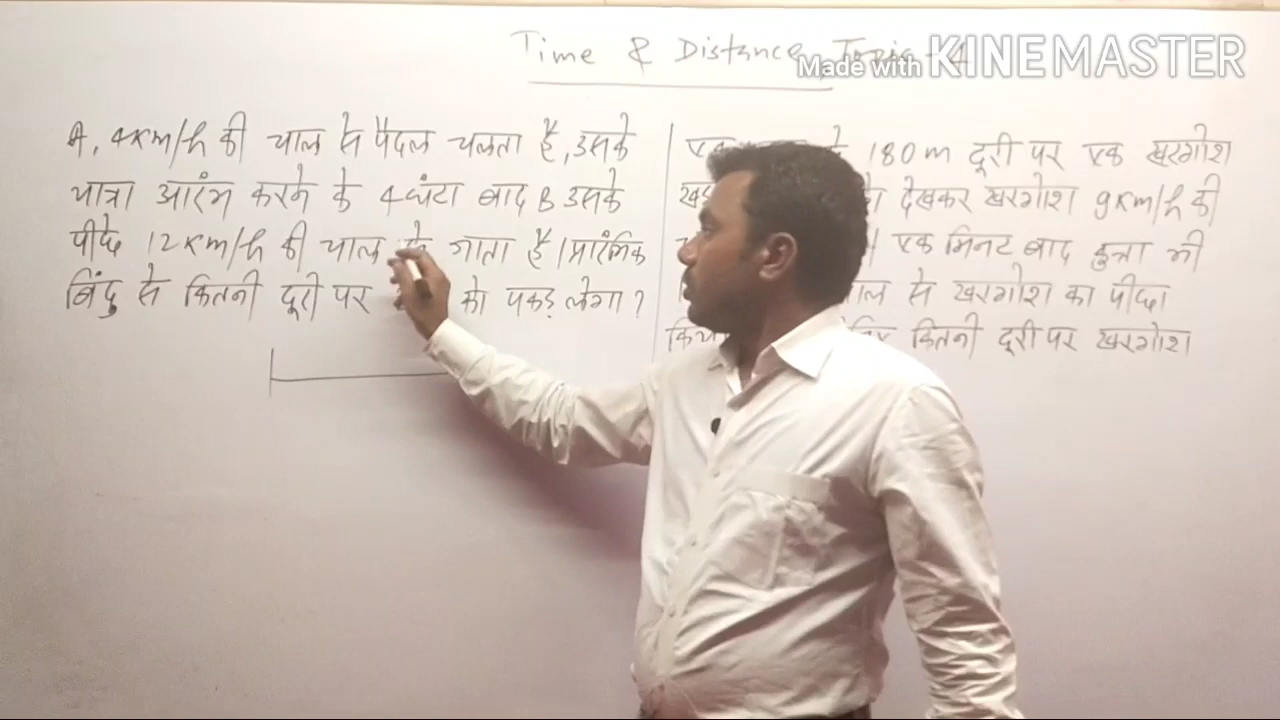 Time & Distance Topic-4
Made with KINEMASTER
A, 4km/h की चाल से पैदल चलता है, उसके
यात्रा आरंभ करने के 4 घंटा बाद B उसके
पीछे 12km/h की चाल से जाता है। प्रारंभिक
बिंदु से कितनी दूरी पर को पकड़ लेगा?
180m दूरी पर एक खरगोश
देखकर खरगोश 9km/h की
एक मिनट बाद कुत्ता भी
चाल से खरगोश का पीछा
कितनी दूरी पर खरगोश